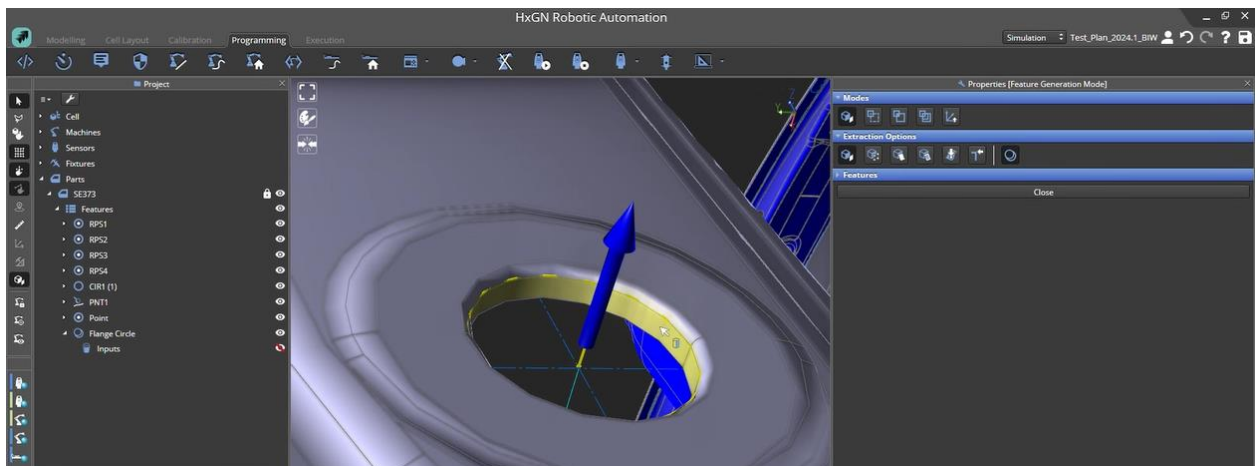 HxGN Robotic Automation
Modelling Cell Layout Calibration Programming Execution
Simulation Test_Plan_2024.1_BIW
Project
Cell
Machines
Sensors
Fixtures
Parts
SE373
Features
RPS1
RPS2
RPS3
RPS4
CIR1 (1)
PNT1
Point
Flange Circle
Inputs
Z
Y
Properties [Feature Generation Mode]
Modes
Extraction Options
Features
Close